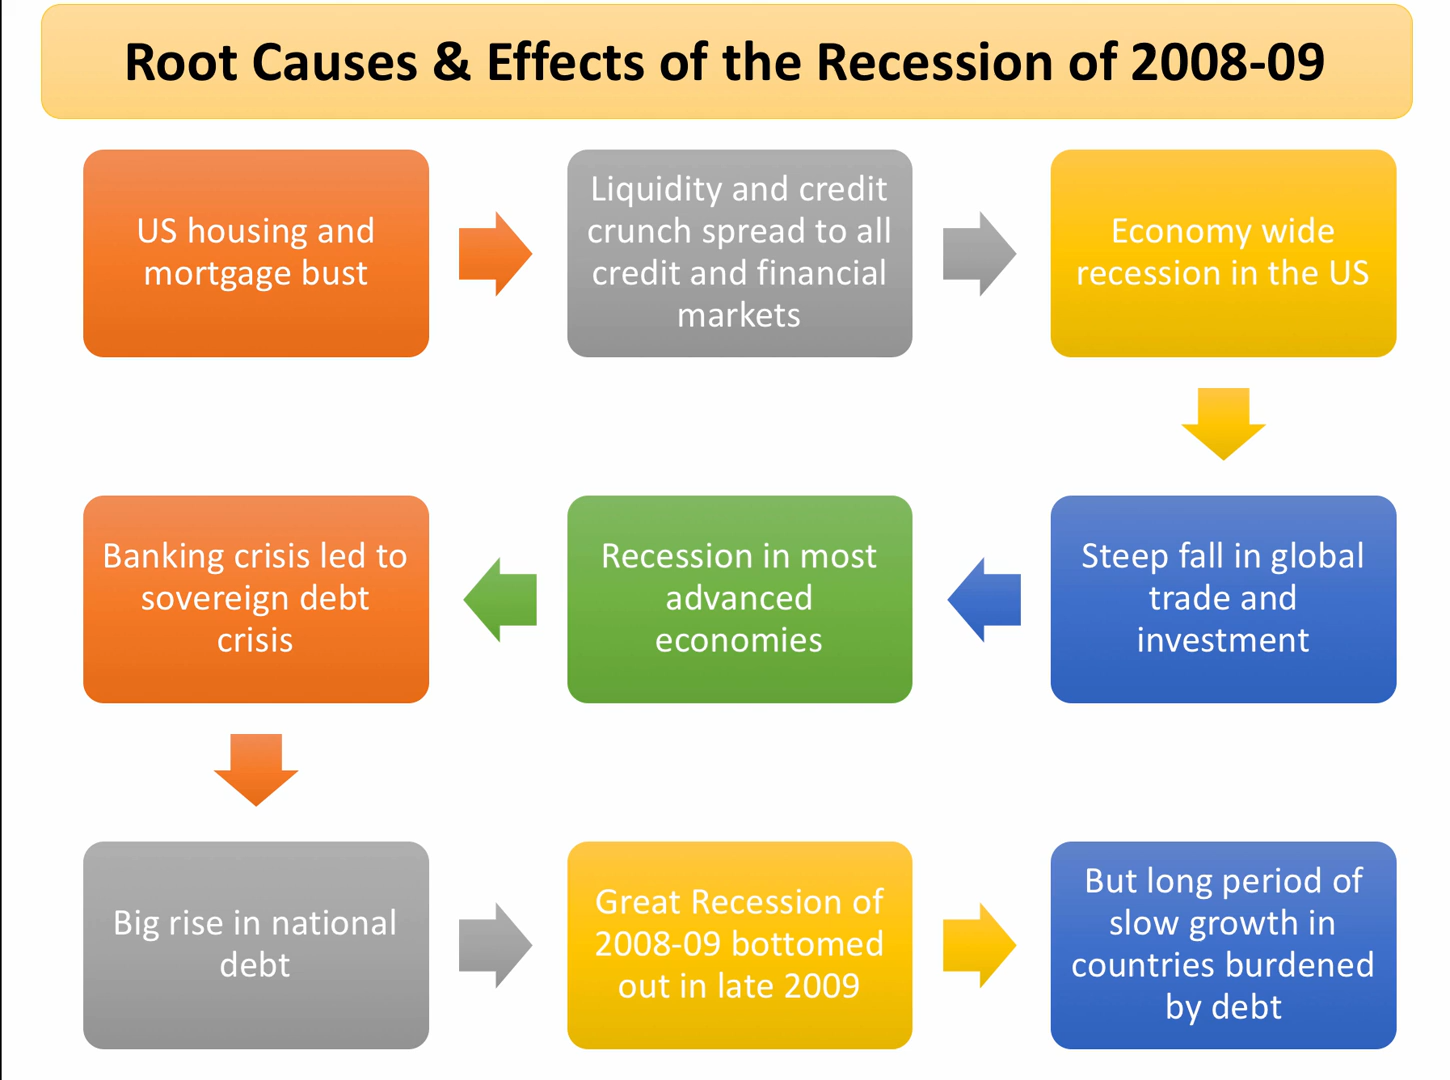 Root Causes & Effects of the Recession of 2008-09
US housing and
mortgage bust
Liquidity and credit
crunch spread to all
credit and financial
markets
Economy wide
recession in the US
Steep fall in global
trade and
investment
Recession in most
advanced
economies
Banking crisis led to
sovereign debt
crisis
Big rise in national
debt
Great Recession of
2008-09 bottomed
out in late 2009
But long period of
slow growth in
countries burdened
by debt